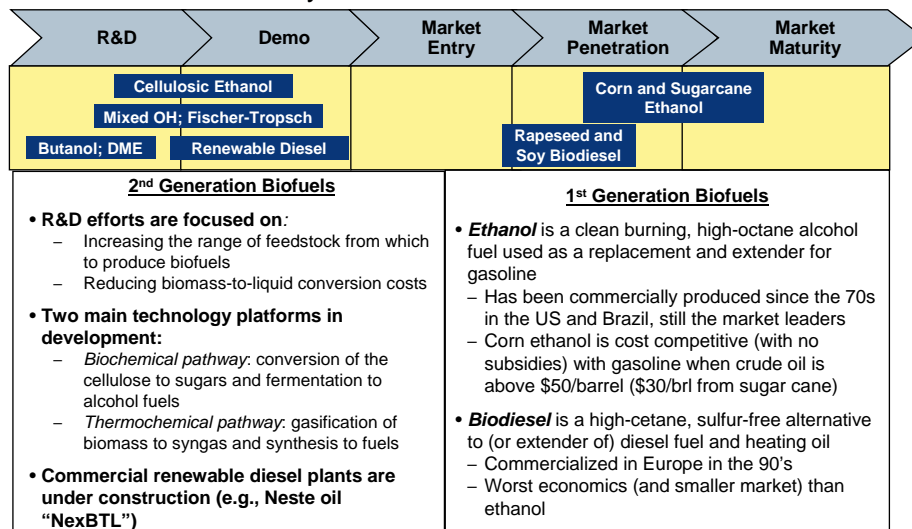 R&D
Demo
Market
Entry
Market
Penetration
Market
Maturity
Cellulosic Ethanol
Mixed OH; Fischer-Tropsch
Butanol; DME
Renewable Diesel
Corn and Sugarcane
Ethanol
Rapeseed and
Soy Biodiesel
2nd Generation Biofuels
• R&D efforts are focused on:
– Increasing the range of feedstock from which
to produce biofuels
– Reducing biomass-to-liquid conversion costs
• Two main technology platforms in
development:
– Biochemical pathway: conversion of the
cellulose to sugars and fermentation to
alcohol fuels
– Thermochemical pathway: gasification of
biomass to syngas and synthesis to fuels
• Commercial renewable diesel plants are
under construction (e.g., Neste oil
“NexBTL”)
1st Generation Biofuels
• Ethanol is a clean burning, high-octane alcohol
fuel used as a replacement and extender for
gasoline
– Has been commercially produced since the 70s
in the US and Brazil, still the market leaders
– Corn ethanol is cost competitive (with no
subsidies) with gasoline when crude oil is
above $50/barrel ($30/brl from sugar cane)
• Biodiesel is a high-cetane, sulfur-free alternative
to (or extender of) diesel fuel and heating oil
– Commercialized in Europe in the 90’s
– Worst economics (and smaller market) than
ethanol